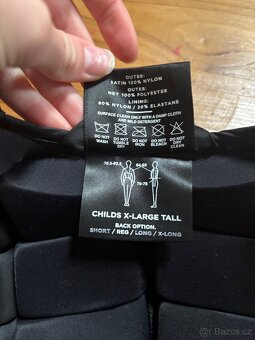 OUTER:
SATIN 100% NYLON
OUTER:
NET 100% POLYESTER
LINING:
80% NYLON / 20% ELASTANE
SURFACE CLEAN ONLY WITH A DAMP CLOTH
AND MILD DETERGENT
DO NOT WASH
DO NOT TUMBLE DRY
DO NOT IRON
DO NOT BLEACH
DO NOT DRY CLEAN
CHILDS X-LARGE TALL
BACK OPTION.
SHORT / REG / LONG / X-LONG
© Bazoš.cz